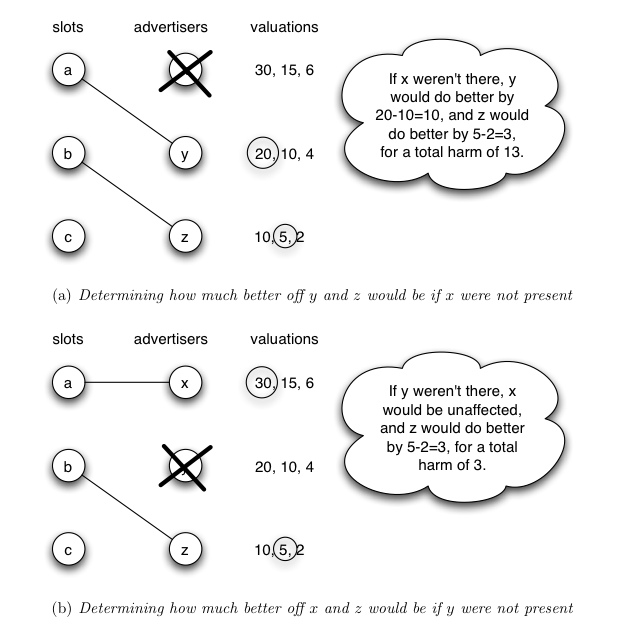 slots advertisers valuations
a 30, 15, 6
If x weren't there, y
would do better by
20-10=10, and z would
do better by 5-2=3,
for a total harm of 13.
b y 20, 10, 4
c z 10, 5, 2
(a) Determining how much better off y and z would be if x were not present
slots advertisers valuations
a x 30, 15, 6
If y weren't there, x
would be unaffected,
and z would do better
by 5-2=3, for a total
harm of 3.
b 20, 10, 4
c z 10, 5, 2
(b) Determining how much better off x and z would be if y were not present